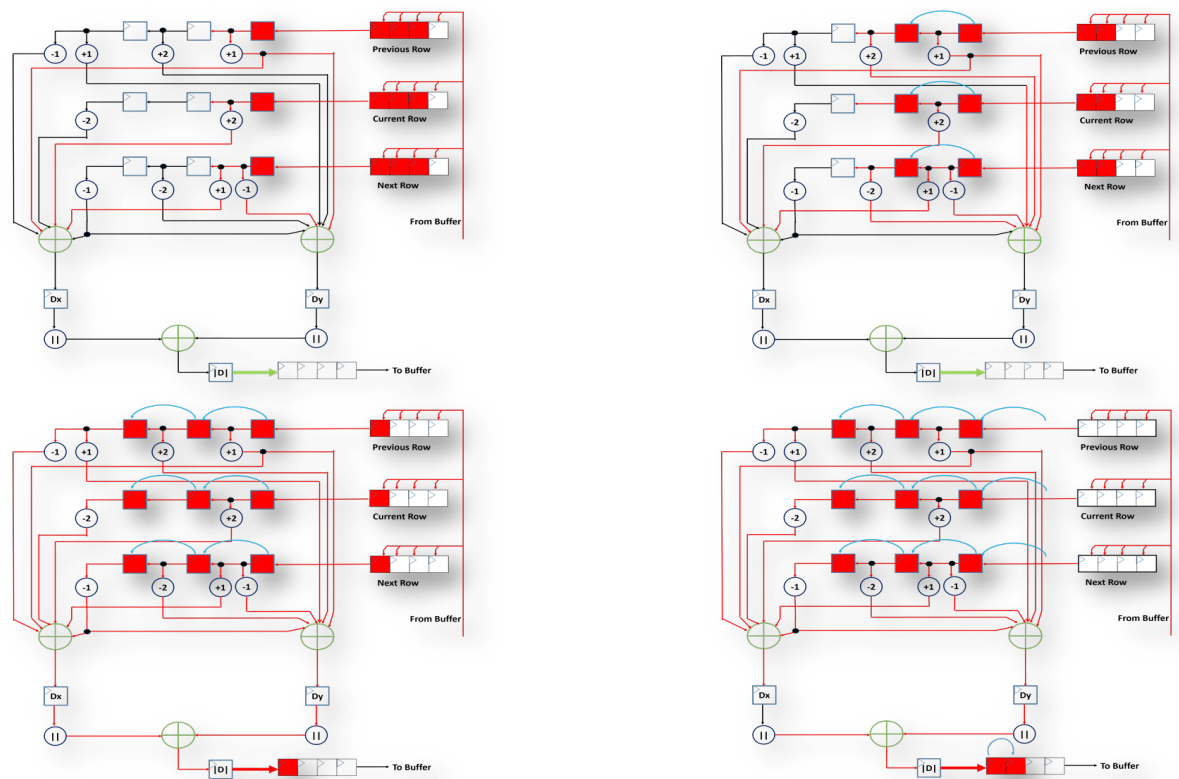 -1 +1 +2 +1
Previous Row
-2 +2
Current Row
-1 -2 +1 -1
Next Row
From Buffer
Dx Dy
| | | |
|D| To Buffer
-1 +1 +2 +1
Previous Row
-2 +2
Current Row
-1 -2 +1 -1
Next Row
From Buffer
Dx Dy
| | | |
|D| To Buffer
-1 +1 +2 +1
Previous Row
-2 +2
Current Row
-1 -2 +1 -1
Next Row
From Buffer
Dx Dy
| | | |
|D| To Buffer
-1 +1 +2 +1
Previous Row
-2 +2
Current Row
-1 -2 +1 -1
Next Row
From Buffer
Dx Dy
| | | |
|D| To Buffer